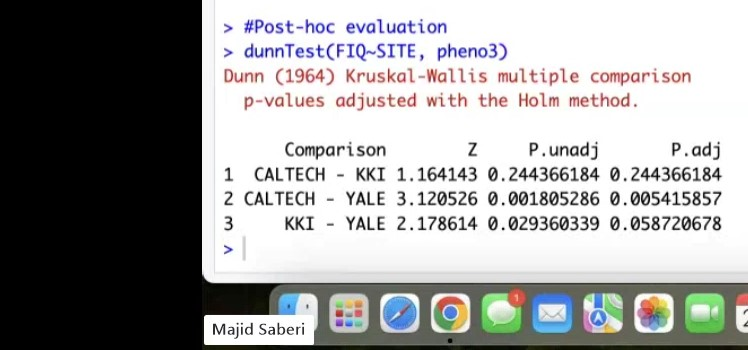 > #Post-hoc evaluation
> dunnTest(FIQ~SITE, pheno3)
Dunn (1964) Kruskal-Wallis multiple comparison
p-values adjusted with the Holm method.
Comparison Z P.unadj P.adj
1 CALTECH - KKI 1.164143 0.244366184 0.244366184
2 CALTECH - YALE 3.120526 0.001805286 0.005415857
3 KKI - YALE 2.178614 0.029360339 0.058720678
>
1
2
Majid Saberi